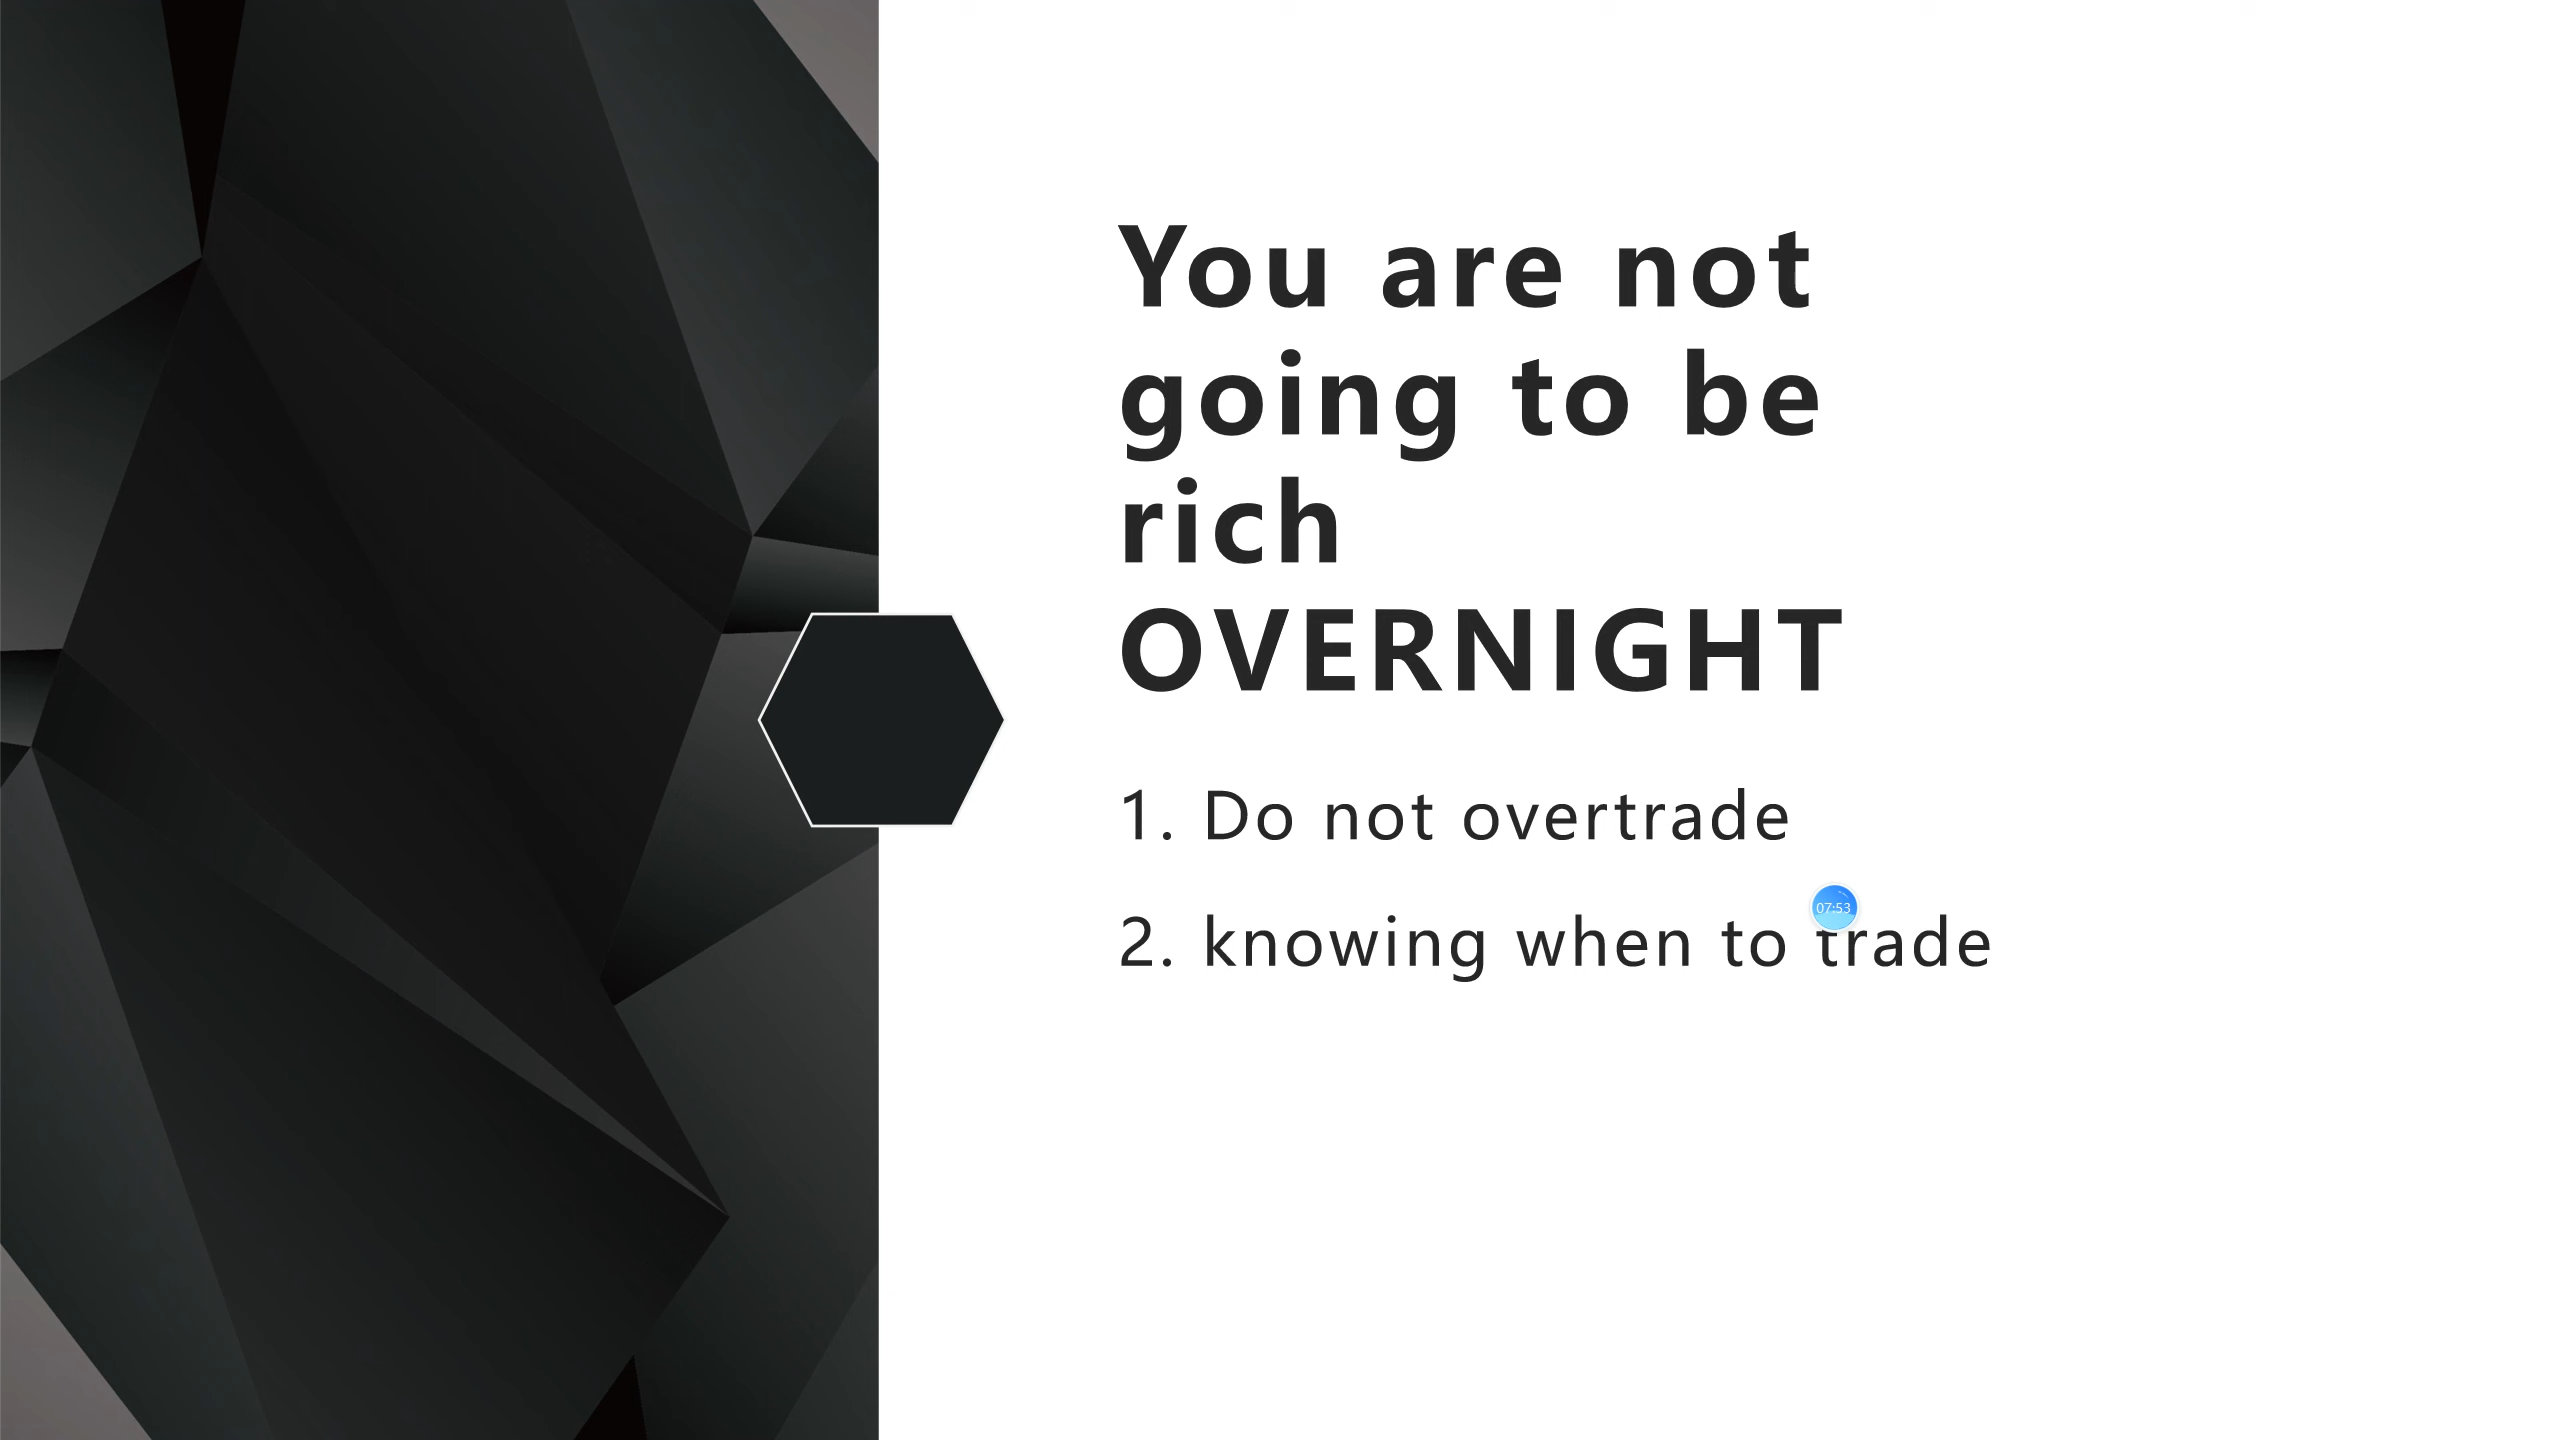 You are not
going to be
rich
OVERNIGHT
1. Do not overtrade
07:53
2. knowing when to trade